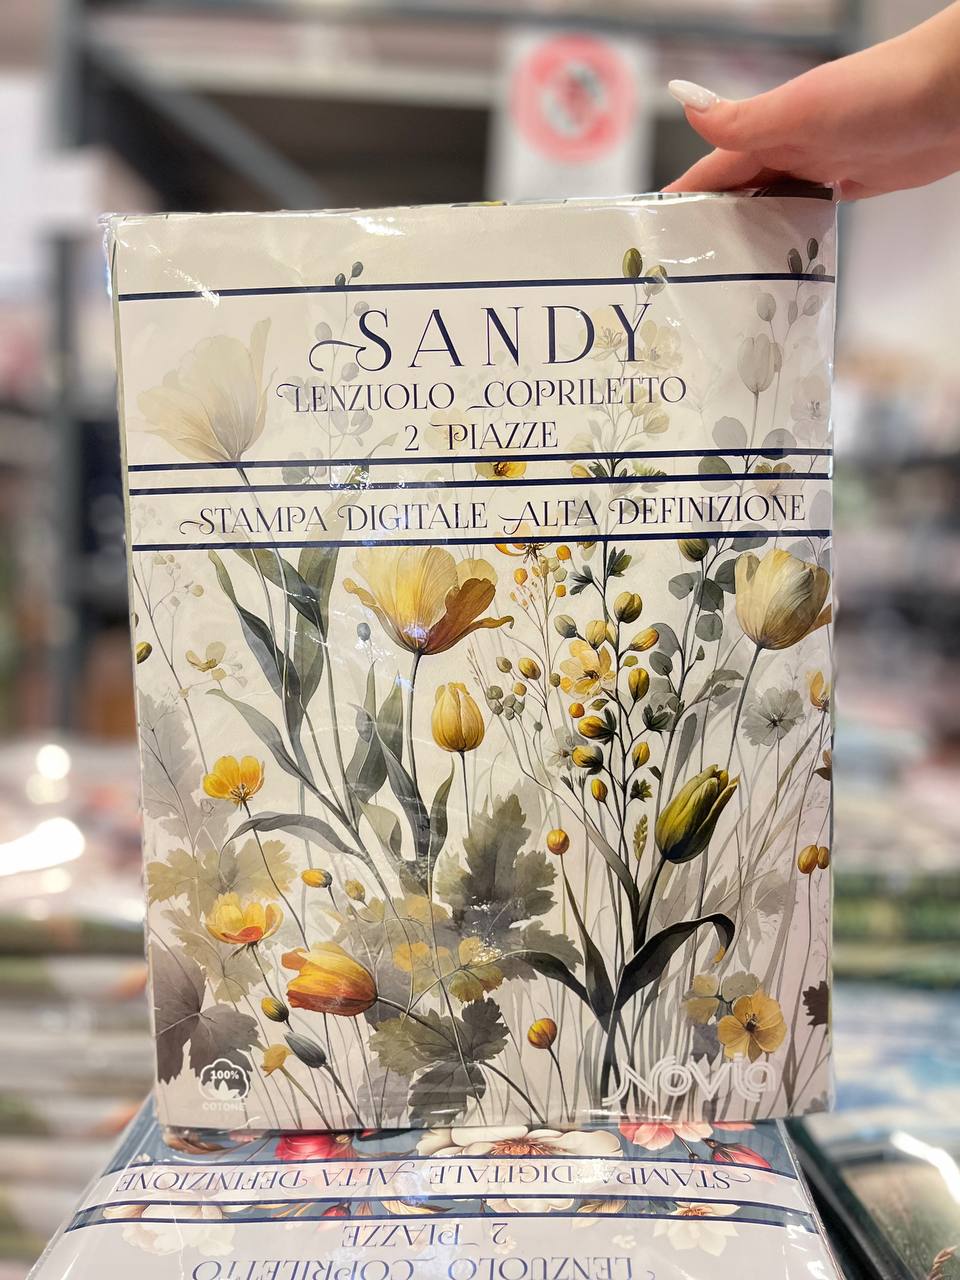 SANDY
LENZUOLO COPRILETTO
2 PIAZZE
STAMPA DIGITALE ALTA DEFINIZIONE
100%
COTONE
Novia
STAMPA DIGITALE ALTA DEFINIZIONE
2 PIAZZE
LENZUOLO COPRILETTO